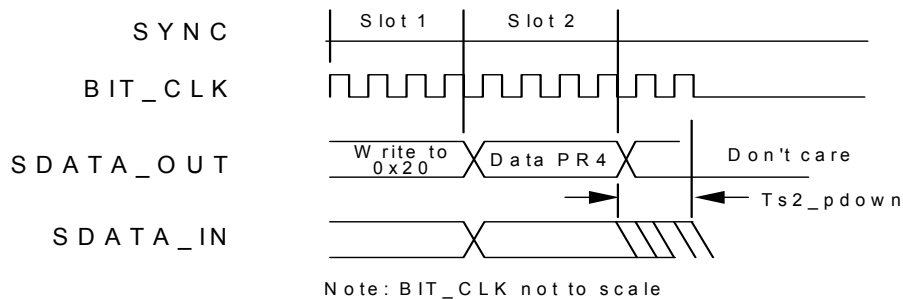 Slot 1 Slot 2
SYNC
BIT_CLK
SDATA_OUT Write to 0x20 Data PR4 Don't care
Ts2_pdown
SDATA_IN
Note: BIT_CLK not to scale